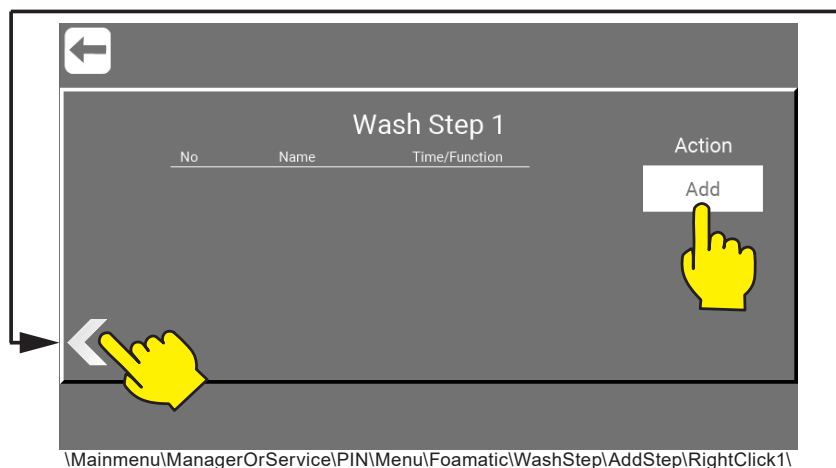 Wash Step 1
No Name Time/Function
Action
Add
\Mainmenu\ManagerOrService\PIN\Menu\Foamatic\WashStep\AddStep\RightClick1\